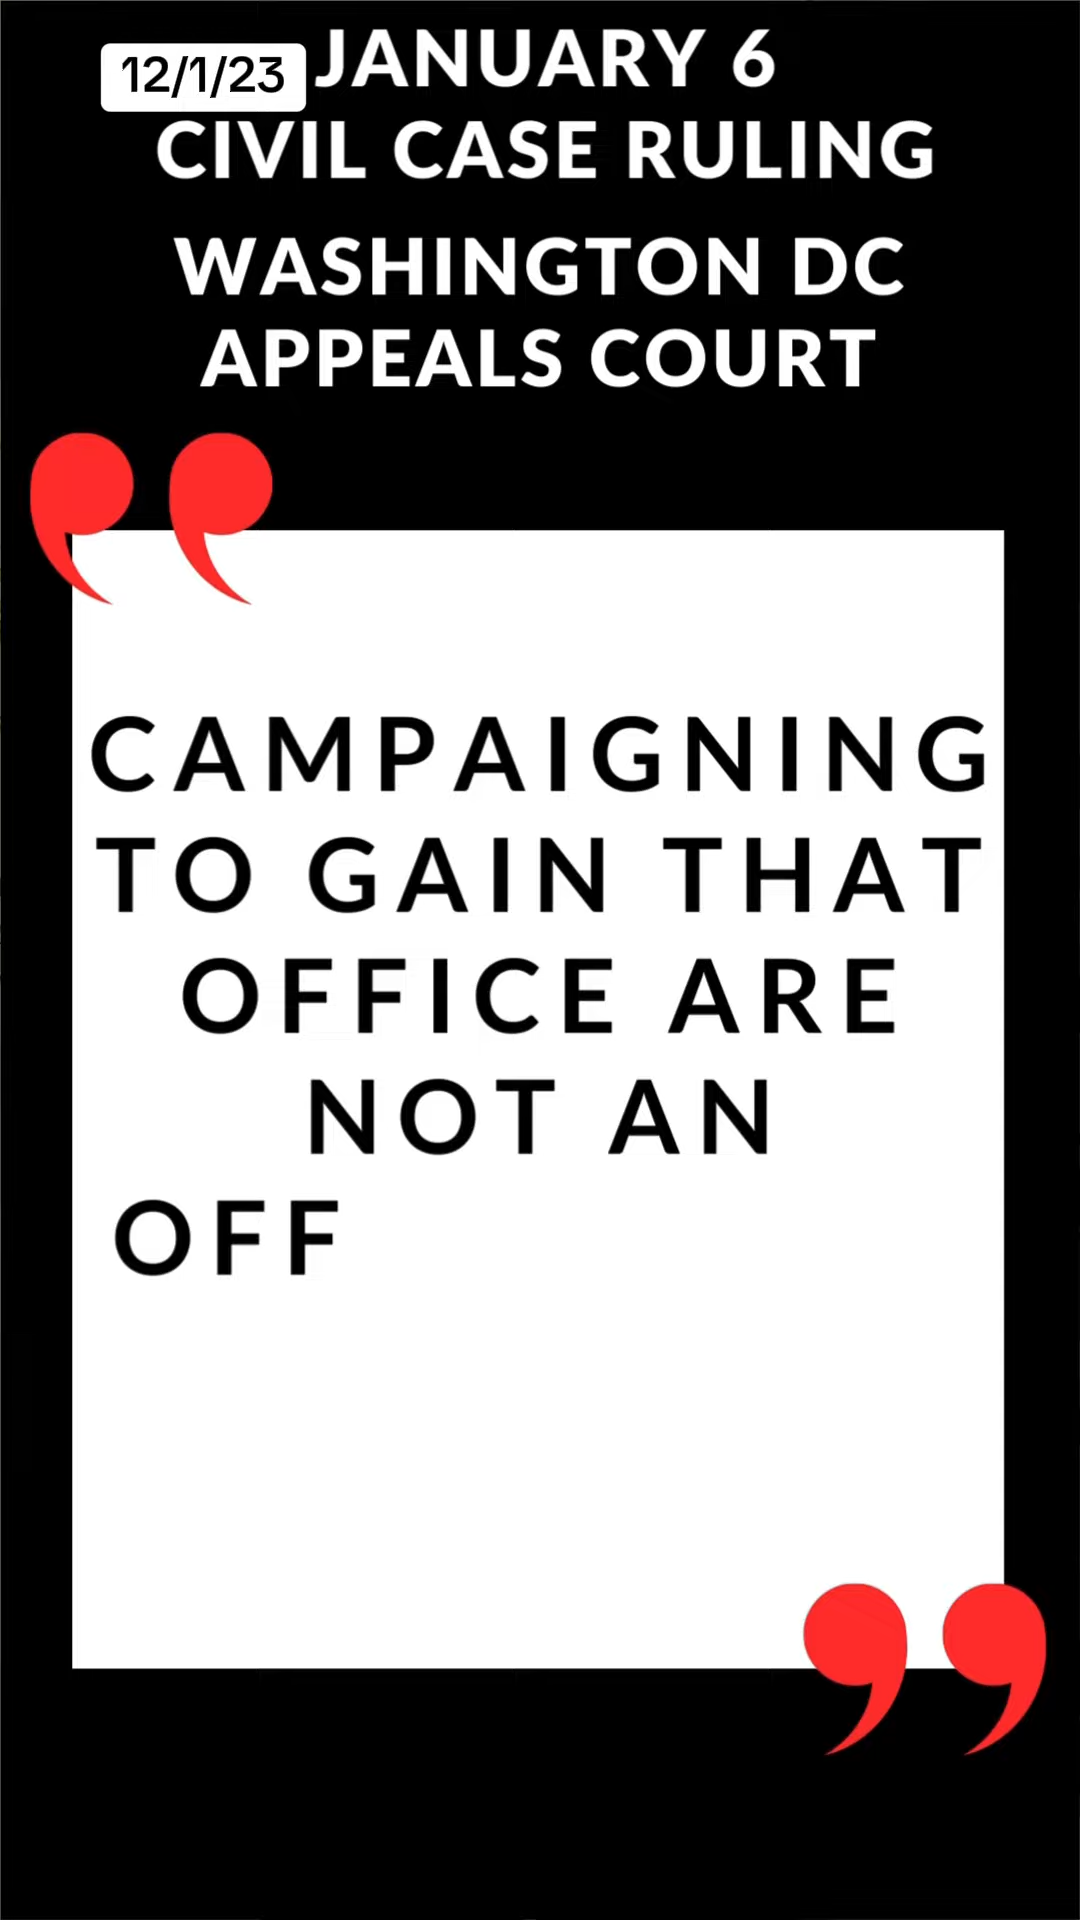 12/1/23
JANUARY 6
CIVIL CASE RULING
WASHINGTON DC
APPEALS COURT
CAMPAIGNING
TO GAIN THAT
OFFICE ARE
NOT AN
OFF